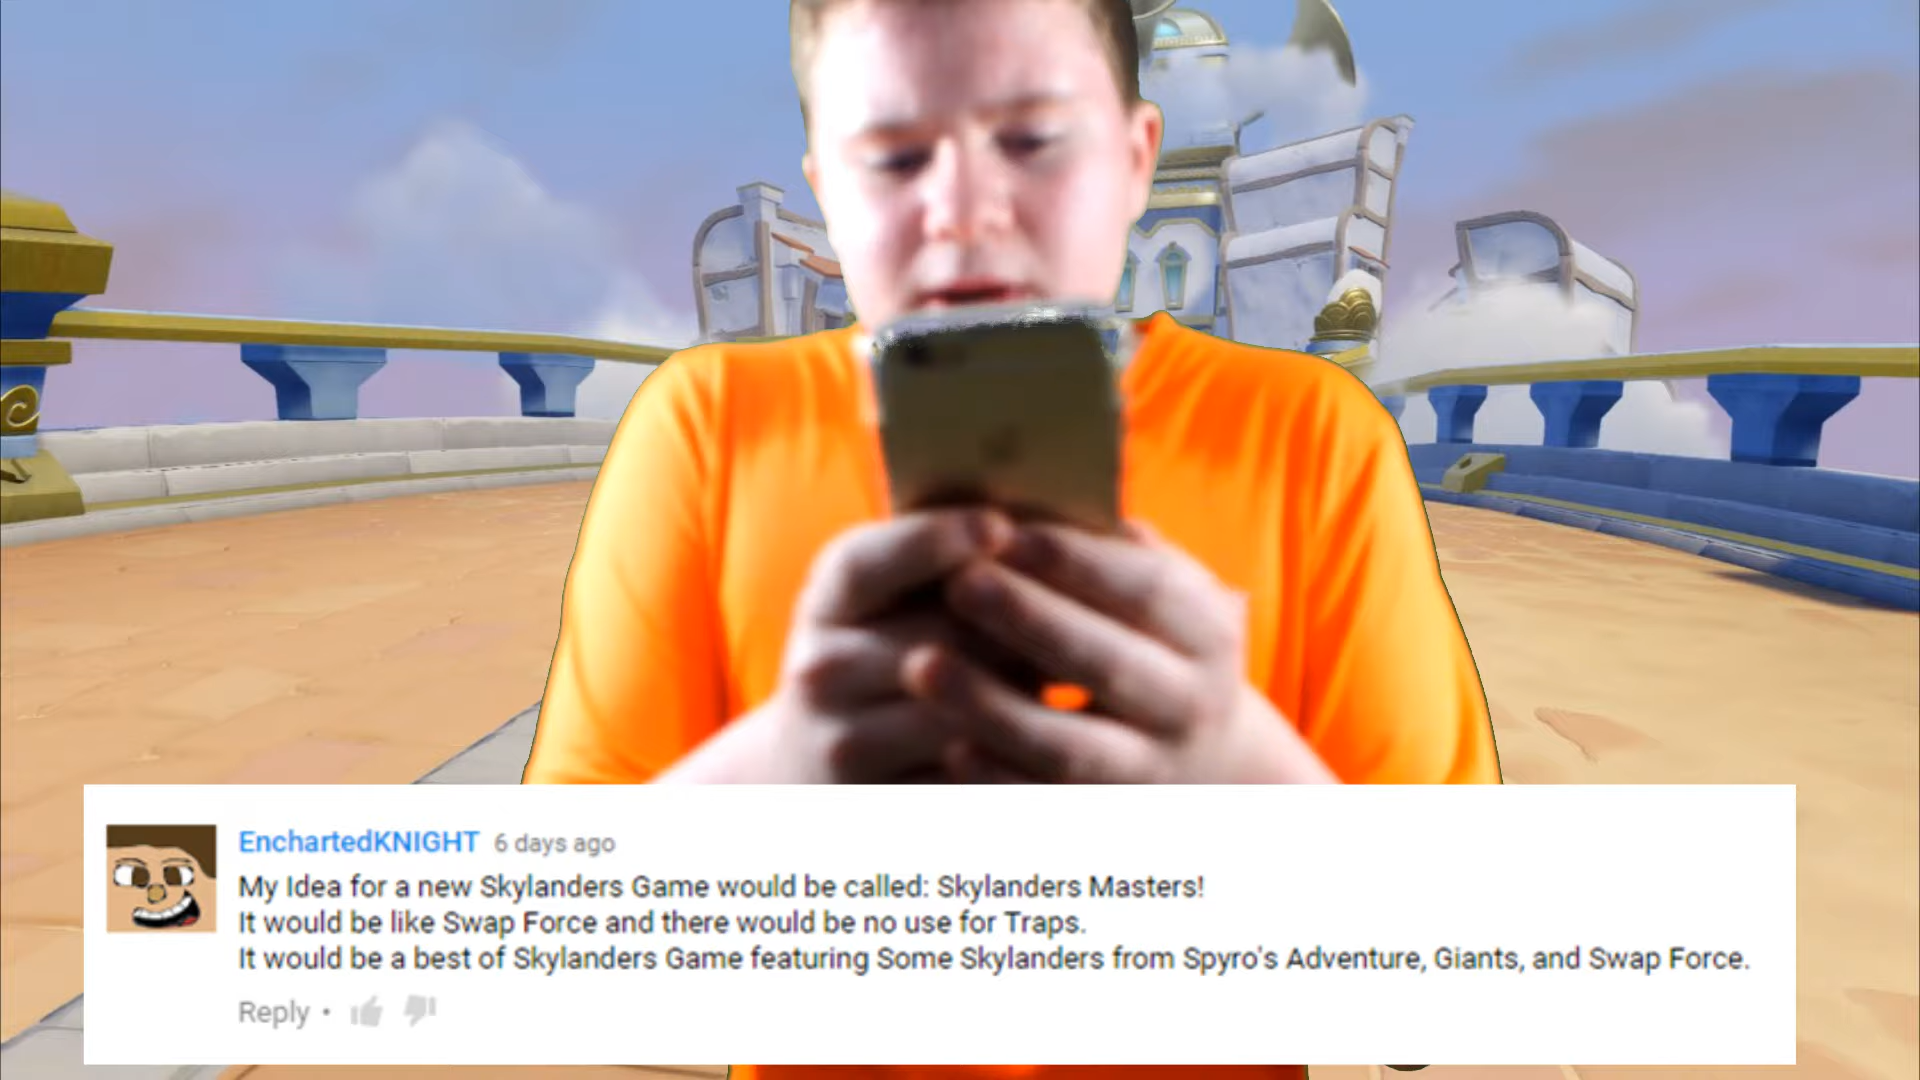 EnchartedKNIGHT 6 days ago
My Idea for a new Skylanders Game would be called: Skylanders Masters!
It would be like Swap Force and there would be no use for Traps.
It would be a best of Skylanders Game featuring Some Skylanders from Spyro's Adventure, Giants, and Swap Force.
Reply •